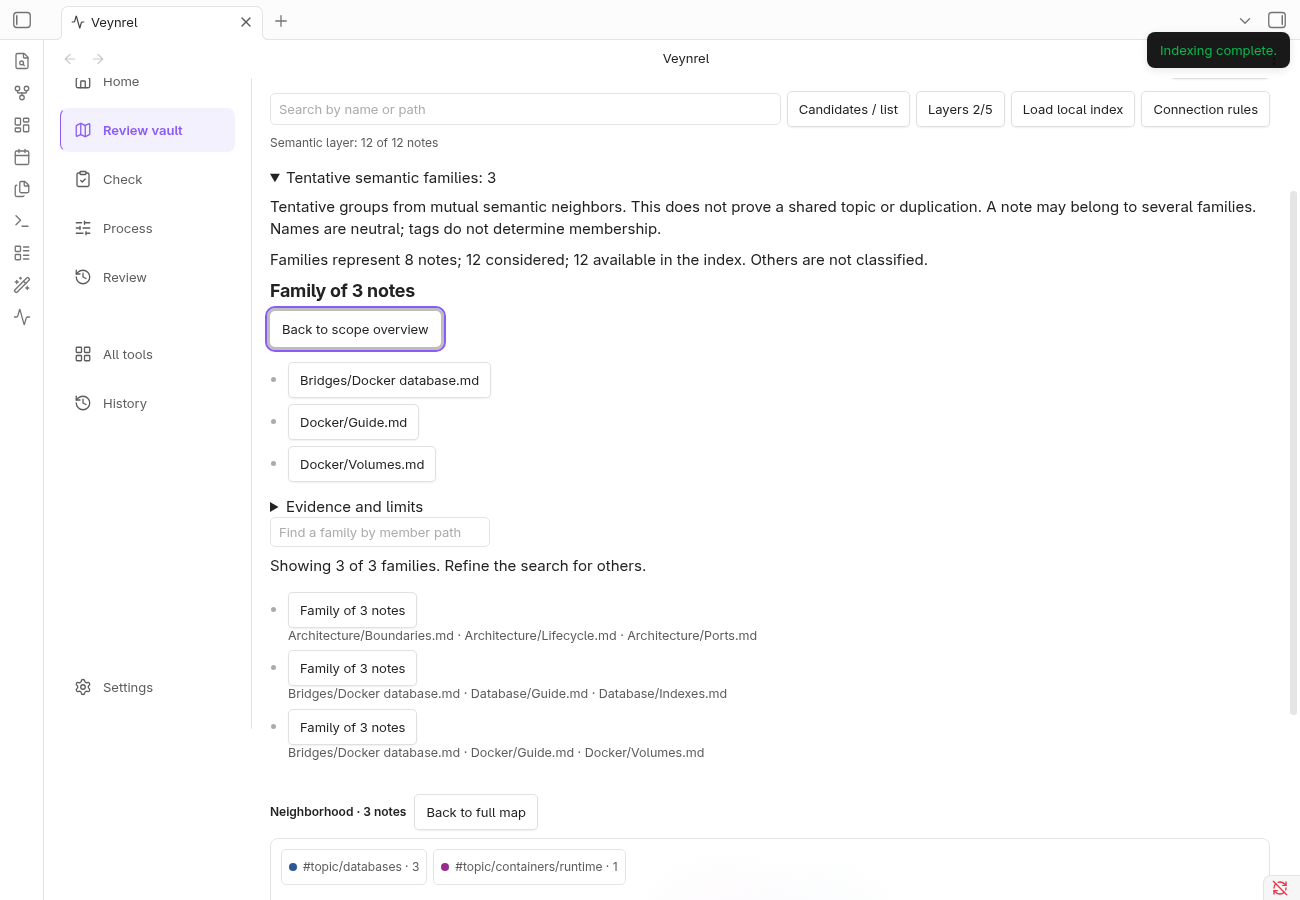 Veynrel
Veynrel
Indexing complete.
Home
Review vault
Check
Process
Review
All tools
History
Settings
Search by name or path
Candidates / list
Layers 2/5
Load local index
Connection rules
Semantic layer: 12 of 12 notes
Tentative semantic families: 3
Tentative groups from mutual semantic neighbors. This does not prove a shared topic or duplication. A note may belong to several families.
Names are neutral; tags do not determine membership.
Families represent 8 notes; 12 considered; 12 available in the index. Others are not classified.
Family of 3 notes
Back to scope overview
Bridges/Docker database.md
Docker/Guide.md
Docker/Volumes.md
Evidence and limits
Find a family by member path
Showing 3 of 3 families. Refine the search for others.
Family of 3 notes
Architecture/Boundaries.md · Architecture/Lifecycle.md · Architecture/Ports.md
Family of 3 notes
Bridges/Docker database.md · Database/Guide.md · Database/Indexes.md
Family of 3 notes
Bridges/Docker database.md · Docker/Guide.md · Docker/Volumes.md
Neighborhood · 3 notes
Back to full map
#topic/databases · 3
#topic/containers/runtime · 1